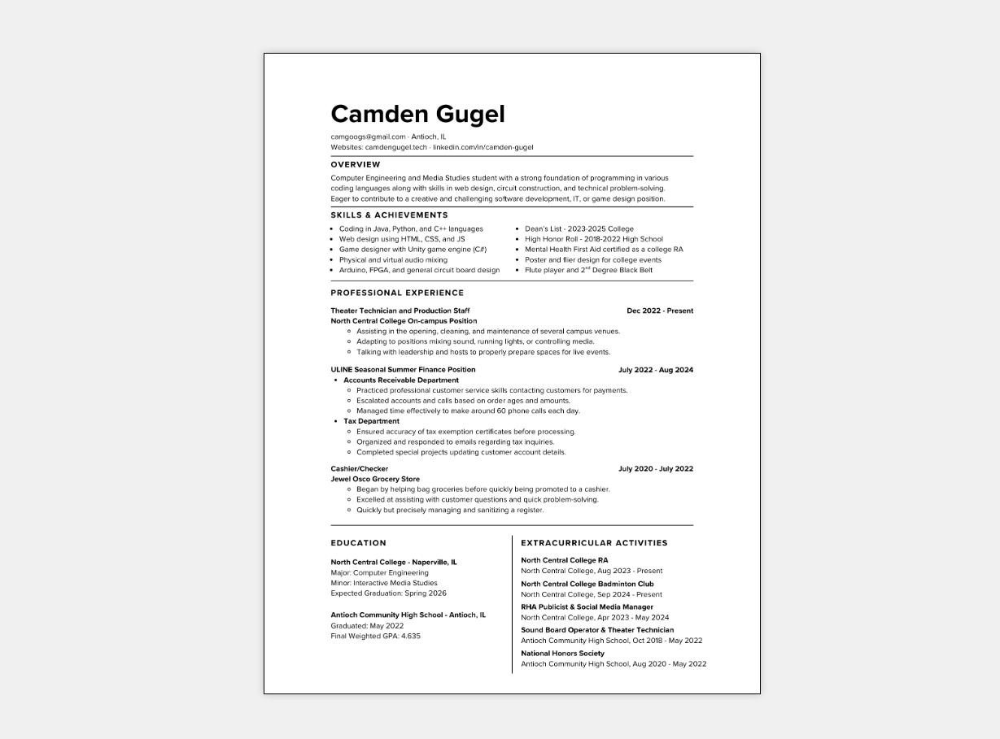 Camden Gugel
camgoogs@gmail.com · Antioch, IL
Websites: camdengugel.tech · linkedin.com/in/camden-gugel
OVERVIEW
Computer Engineering and Media Studies student with a strong foundation of programming in various
coding languages along with skills in web design, circuit construction, and technical problem-solving.
Eager to contribute to a creative and challenging software development, IT, or game design position.
SKILLS & ACHIEVEMENTS
• Coding in Java, Python, and C++ languages
• Web design using HTML, CSS, and JS
• Game designer with Unity game engine (C#)
• Physical and virtual audio mixing
• Arduino, FPGA, and general circuit board design
• Dean's List - 2023-2025 College
• High Honor Roll - 2018-2022 High School
• Mental Health First Aid certified as a college RA
• Poster and flier design for college events
• Flute player and 2nd Degree Black Belt
PROFESSIONAL EXPERIENCE
Theater Technician and Production Staff Dec 2022 - Present
North Central College On-campus Position
◦ Assisting in the opening, cleaning, and maintenance of several campus venues.
◦ Adapting to positions mixing sound, running lights, or controlling media.
◦ Talking with leadership and hosts to properly prepare spaces for live events.
ULINE Seasonal Summer Finance Position July 2022 - Aug 2024
• Accounts Receivable Department
◦ Practiced professional customer service skills contacting customers for payments.
◦ Escalated accounts and calls based on order ages and amounts.
◦ Managed time effectively to make around 60 phone calls each day.
• Tax Department
◦ Ensured accuracy of tax exemption certificates before processing.
◦ Organized and responded to emails regarding tax inquiries.
◦ Completed special projects updating customer account details.
Cashier/Checker July 2020 - July 2022
Jewel Osco Grocery Store
◦ Began by helping bag groceries before quickly being promoted to a cashier.
◦ Excelled at assisting with customer questions and quick problem-solving.
◦ Quickly but precisely managing and sanitizing a register.
EDUCATION
North Central College - Naperville, IL
Major: Computer Engineering
Minor: Interactive Media Studies
Expected Graduation: Spring 2026
Antioch Community High School - Antioch, IL
Graduated: May 2022
Final Weighted GPA: 4.635
EXTRACURRICULAR ACTIVITIES
North Central College RA
North Central College, Aug 2023 - Present
North Central College Badminton Club
North Central College, Sep 2024 - Present
RHA Publicist & Social Media Manager
North Central College, Apr 2023 - May 2024
Sound Board Operator & Theater Technician
Antioch Community High School, Oct 2018 - May 2022
National Honors Society
Antioch Community High School, Aug 2020 - May 2022